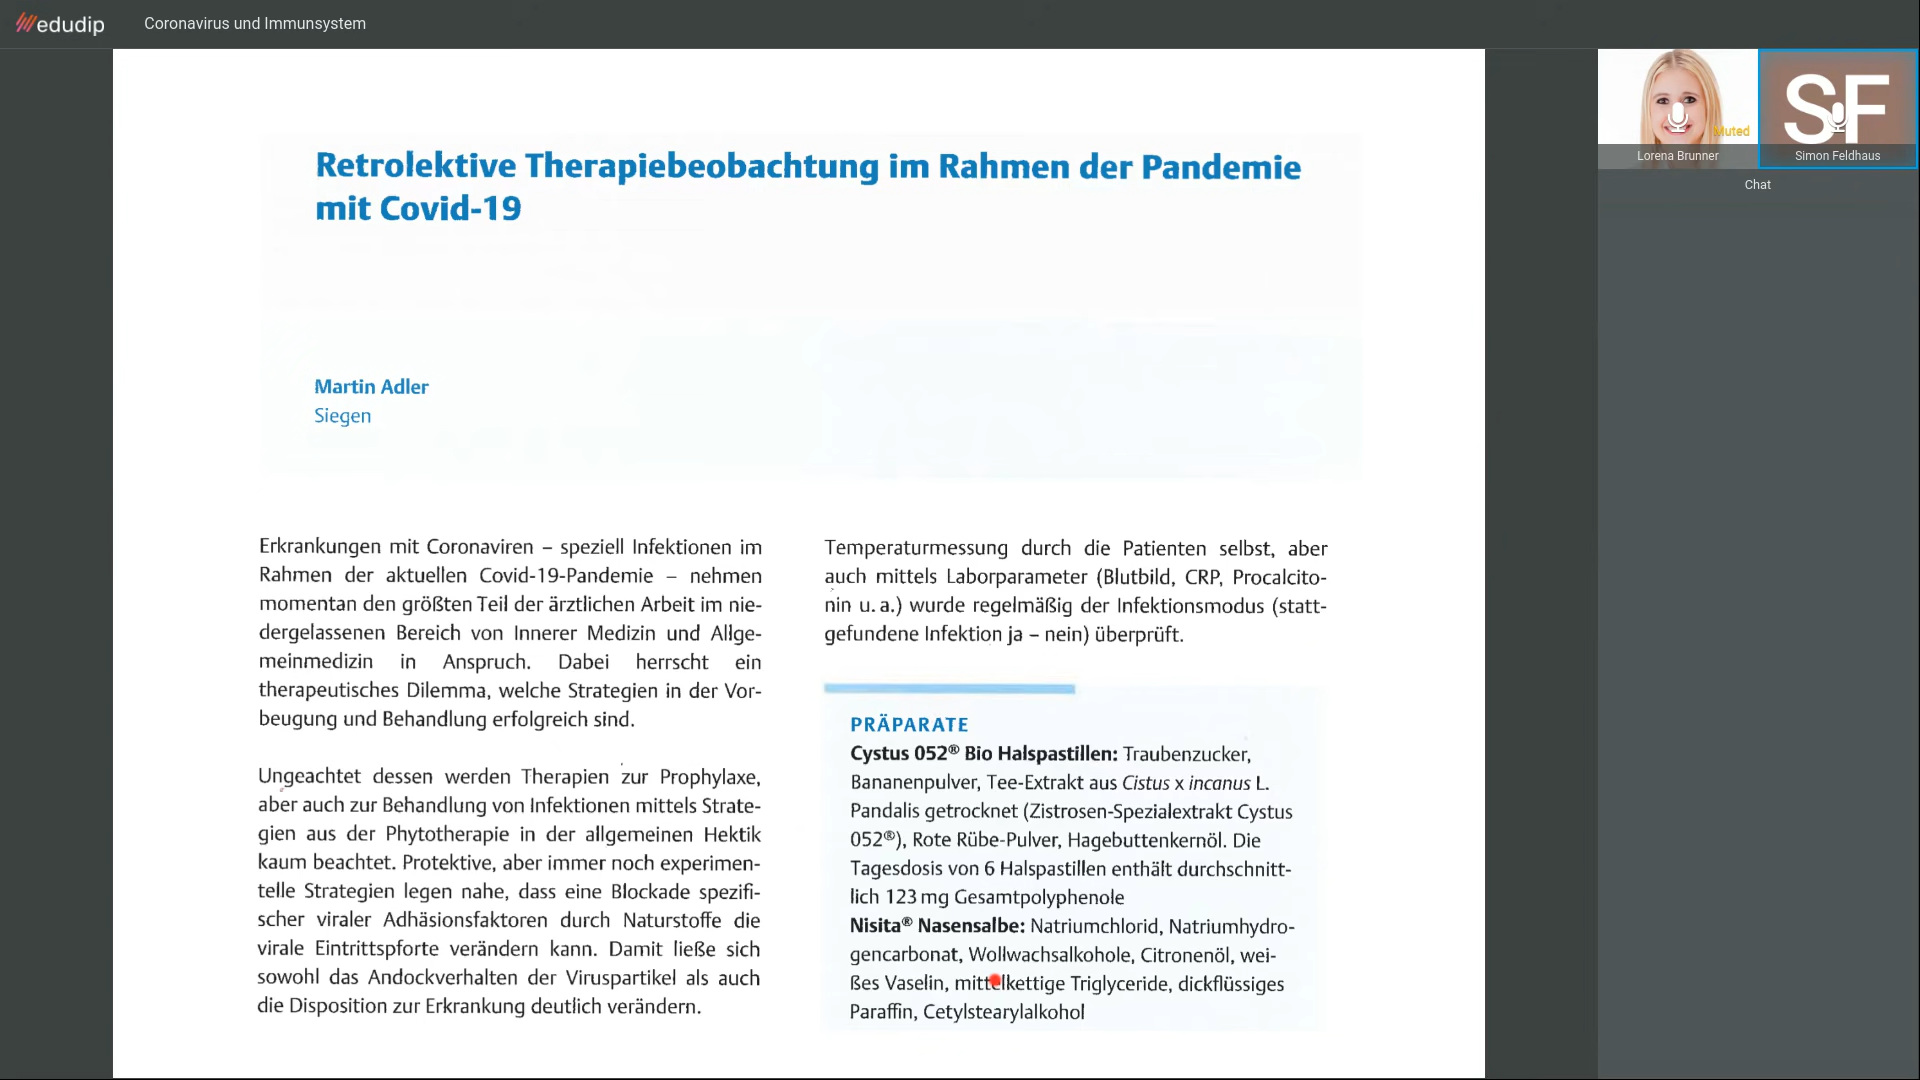 edudip
Coronavirus und Immunsystem
Retrolektive Therapiebeobachtung im Rahmen der Pandemie
mit Covid-19
Martin Adler
Siegen
Erkrankungen mit Coronaviren – speziell Infektionen im
Rahmen der aktuellen Covid-19-Pandemie – nehmen
momentan den größten Teil der ärztlichen Arbeit im nie-
dergelassenen Bereich von Innerer Medizin und Allge-
meinmedizin in Anspruch. Dabei herrscht ein
therapeutisches Dilemma, welche Strategien in der Vor-
beugung und Behandlung erfolgreich sind.
Ungeachtet dessen werden Therapien zur Prophylaxe,
aber auch zur Behandlung von Infektionen mittels Strate-
gien aus der Phytotherapie in der allgemeinen Hektik
kaum beachtet. Protektive, aber immer noch experimen-
telle Strategien legen nahe, dass eine Blockade spezifi-
scher viraler Adhäsionsfaktoren durch Naturstoffe die
virale Eintrittspforte verändern kann. Damit ließe sich
sowohl das Andockverhalten der Viruspartikel als auch
die Disposition zur Erkrankung deutlich verändern.
Temperaturmessung durch die Patienten selbst, aber
auch mittels Laborparameter (Blutbild, CRP, Procalcito-
nin u. a.) wurde regelmäßig der Infektionsmodus (statt-
gefundene Infektion ja – nein) überprüft.
PRÄPARATE
Cystus 052® Bio Halspastillen: Traubenzucker,
Bananenpulver, Tee-Extrakt aus Cistus x incanus L.
Pandalis getrocknet (Zistrosen-Spezialextrakt Cystus
052®), Rote Rübe-Pulver, Hagebuttenkernöl. Die
Tagesdosis von 6 Halspastillen enthält durchschnitt-
lich 123 mg Gesamtpolyphenole
Nisita® Nasensalbe: Natriumchlorid, Natriumhydro-
gencarbonat, Wollwachsalkohole, Citronenöl, wei-
ßes Vaselin, mittelkettige Triglyceride, dickflüssiges
Paraffin, Cetylstearylalkohol
Muted
Lorena Brunner
SF
Simon Feldhaus
Chat